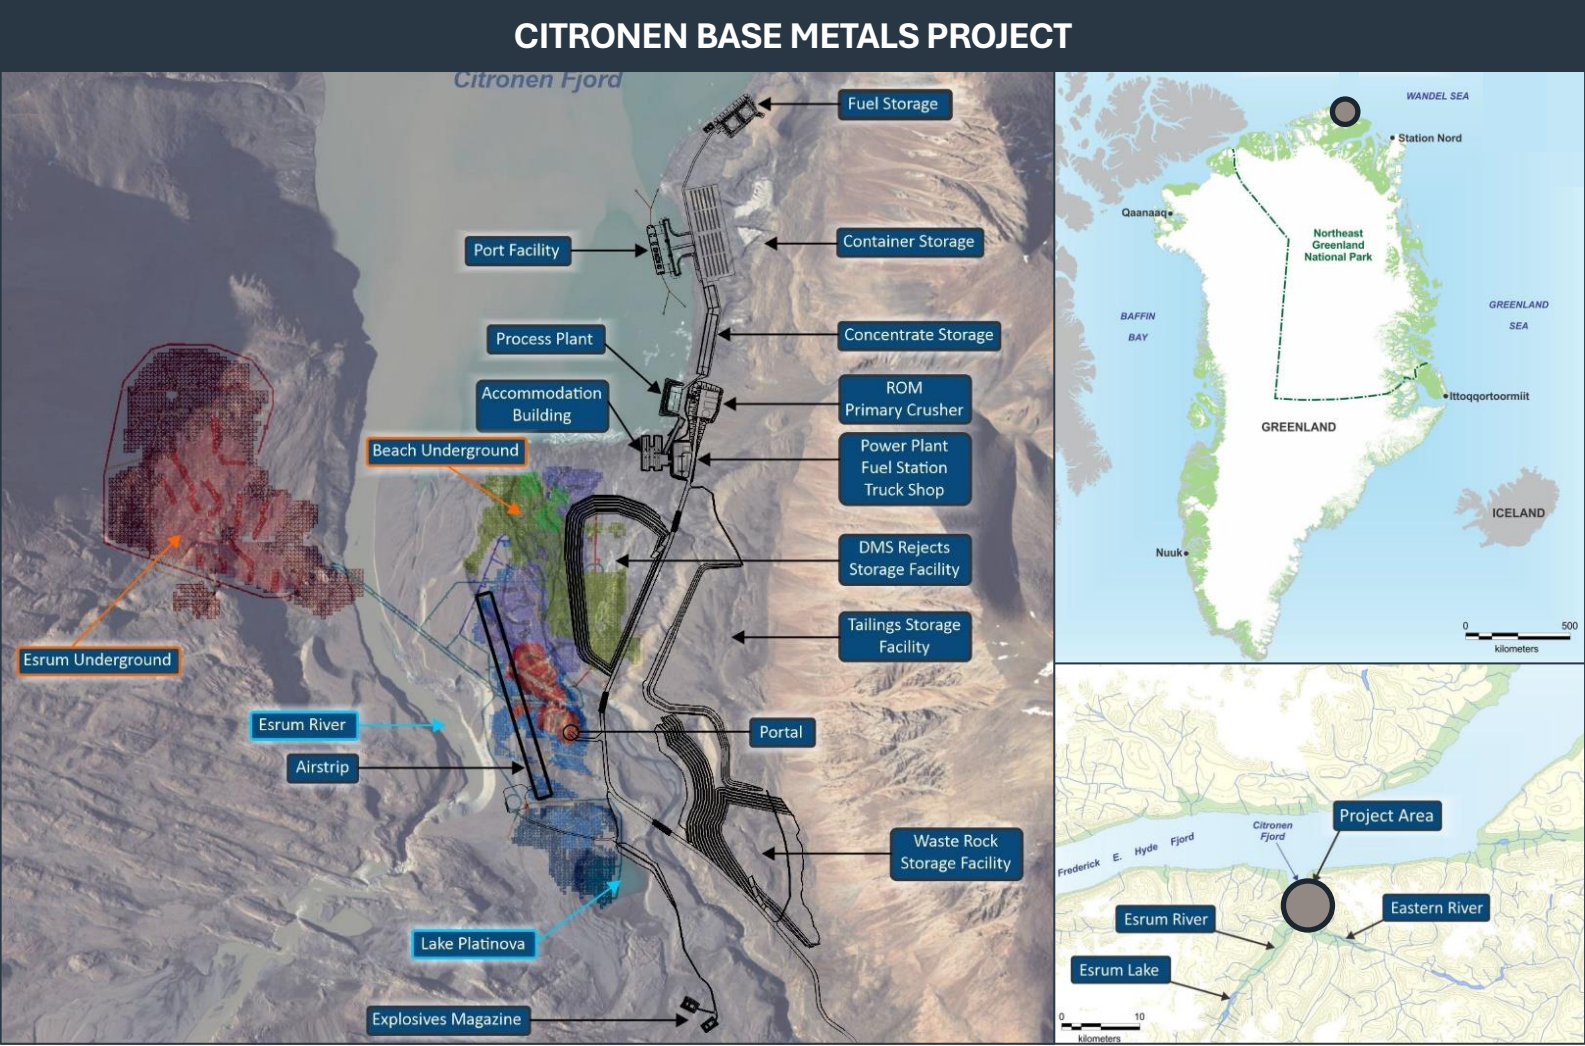 CITRONEN BASE METALS PROJECT
Citronen Fjord
Fuel Storage
Port Facility
Container Storage
Process Plant
Concentrate Storage
Accommodation
Building
ROM
Primary Crusher
Beach Underground
Power Plant
Fuel Station
Truck Shop
DMS Rejects
Storage Facility
Tailings Storage
Facility
Esrum Underground
Esrum River
Portal
Airstrip
Waste Rock
Storage Facility
Lake Platinova
Explosives Magazine
WANDEL SEA
Station Nord
Qaanaaq
Northeast
Greenland
National Park
BAFFIN
BAY
GREENLAND
SEA
Ittoqqortoormiit
GREENLAND
ICELAND
Nuuk
0 500
kilometers
Project Area
Citronen
Fjord
Frederick E. Hyde Fjord
Esrum River
Eastern River
Esrum Lake
0 10
kilometers